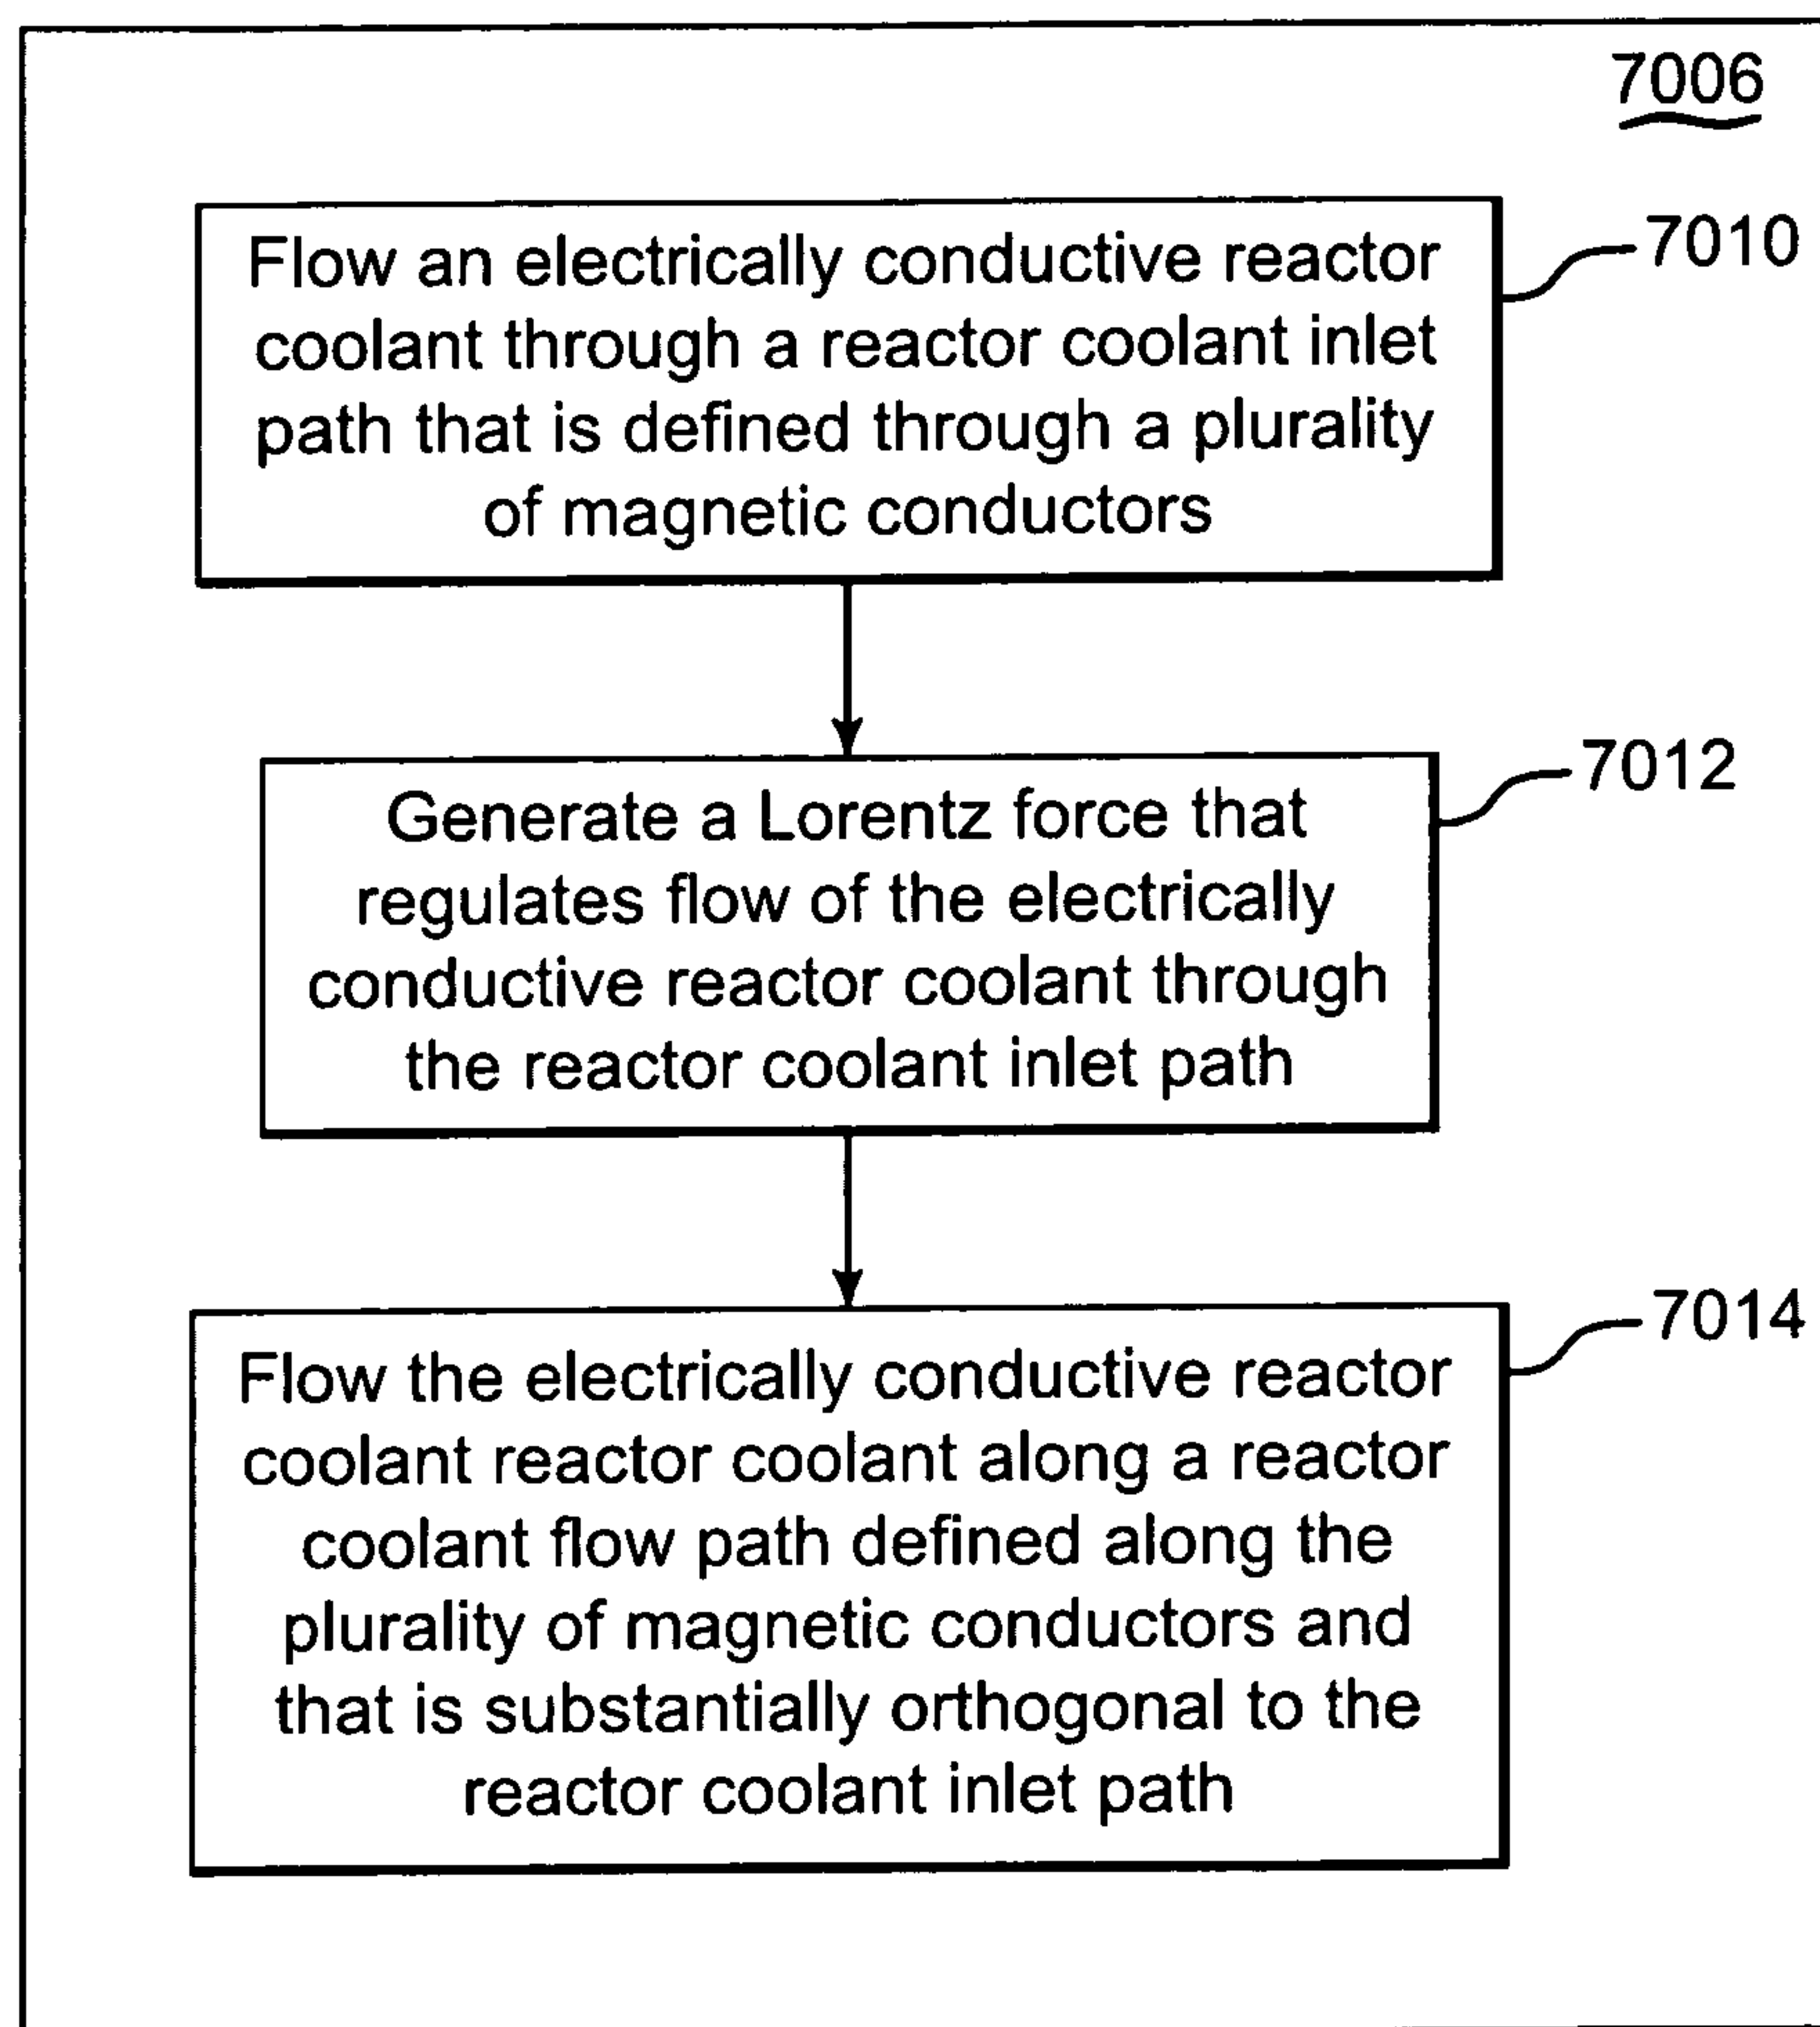 7006
Flow an electrically conductive reactor
coolant through a reactor coolant inlet
path that is defined through a plurality
of magnetic conductors
7010
Generate a Lorentz force that
regulates flow of the electrically
conductive reactor coolant through
the reactor coolant inlet path
7012
Flow the electrically conductive reactor
coolant reactor coolant along a reactor
coolant flow path defined along the
plurality of magnetic conductors and
that is substantially orthogonal to the
reactor coolant inlet path
7014